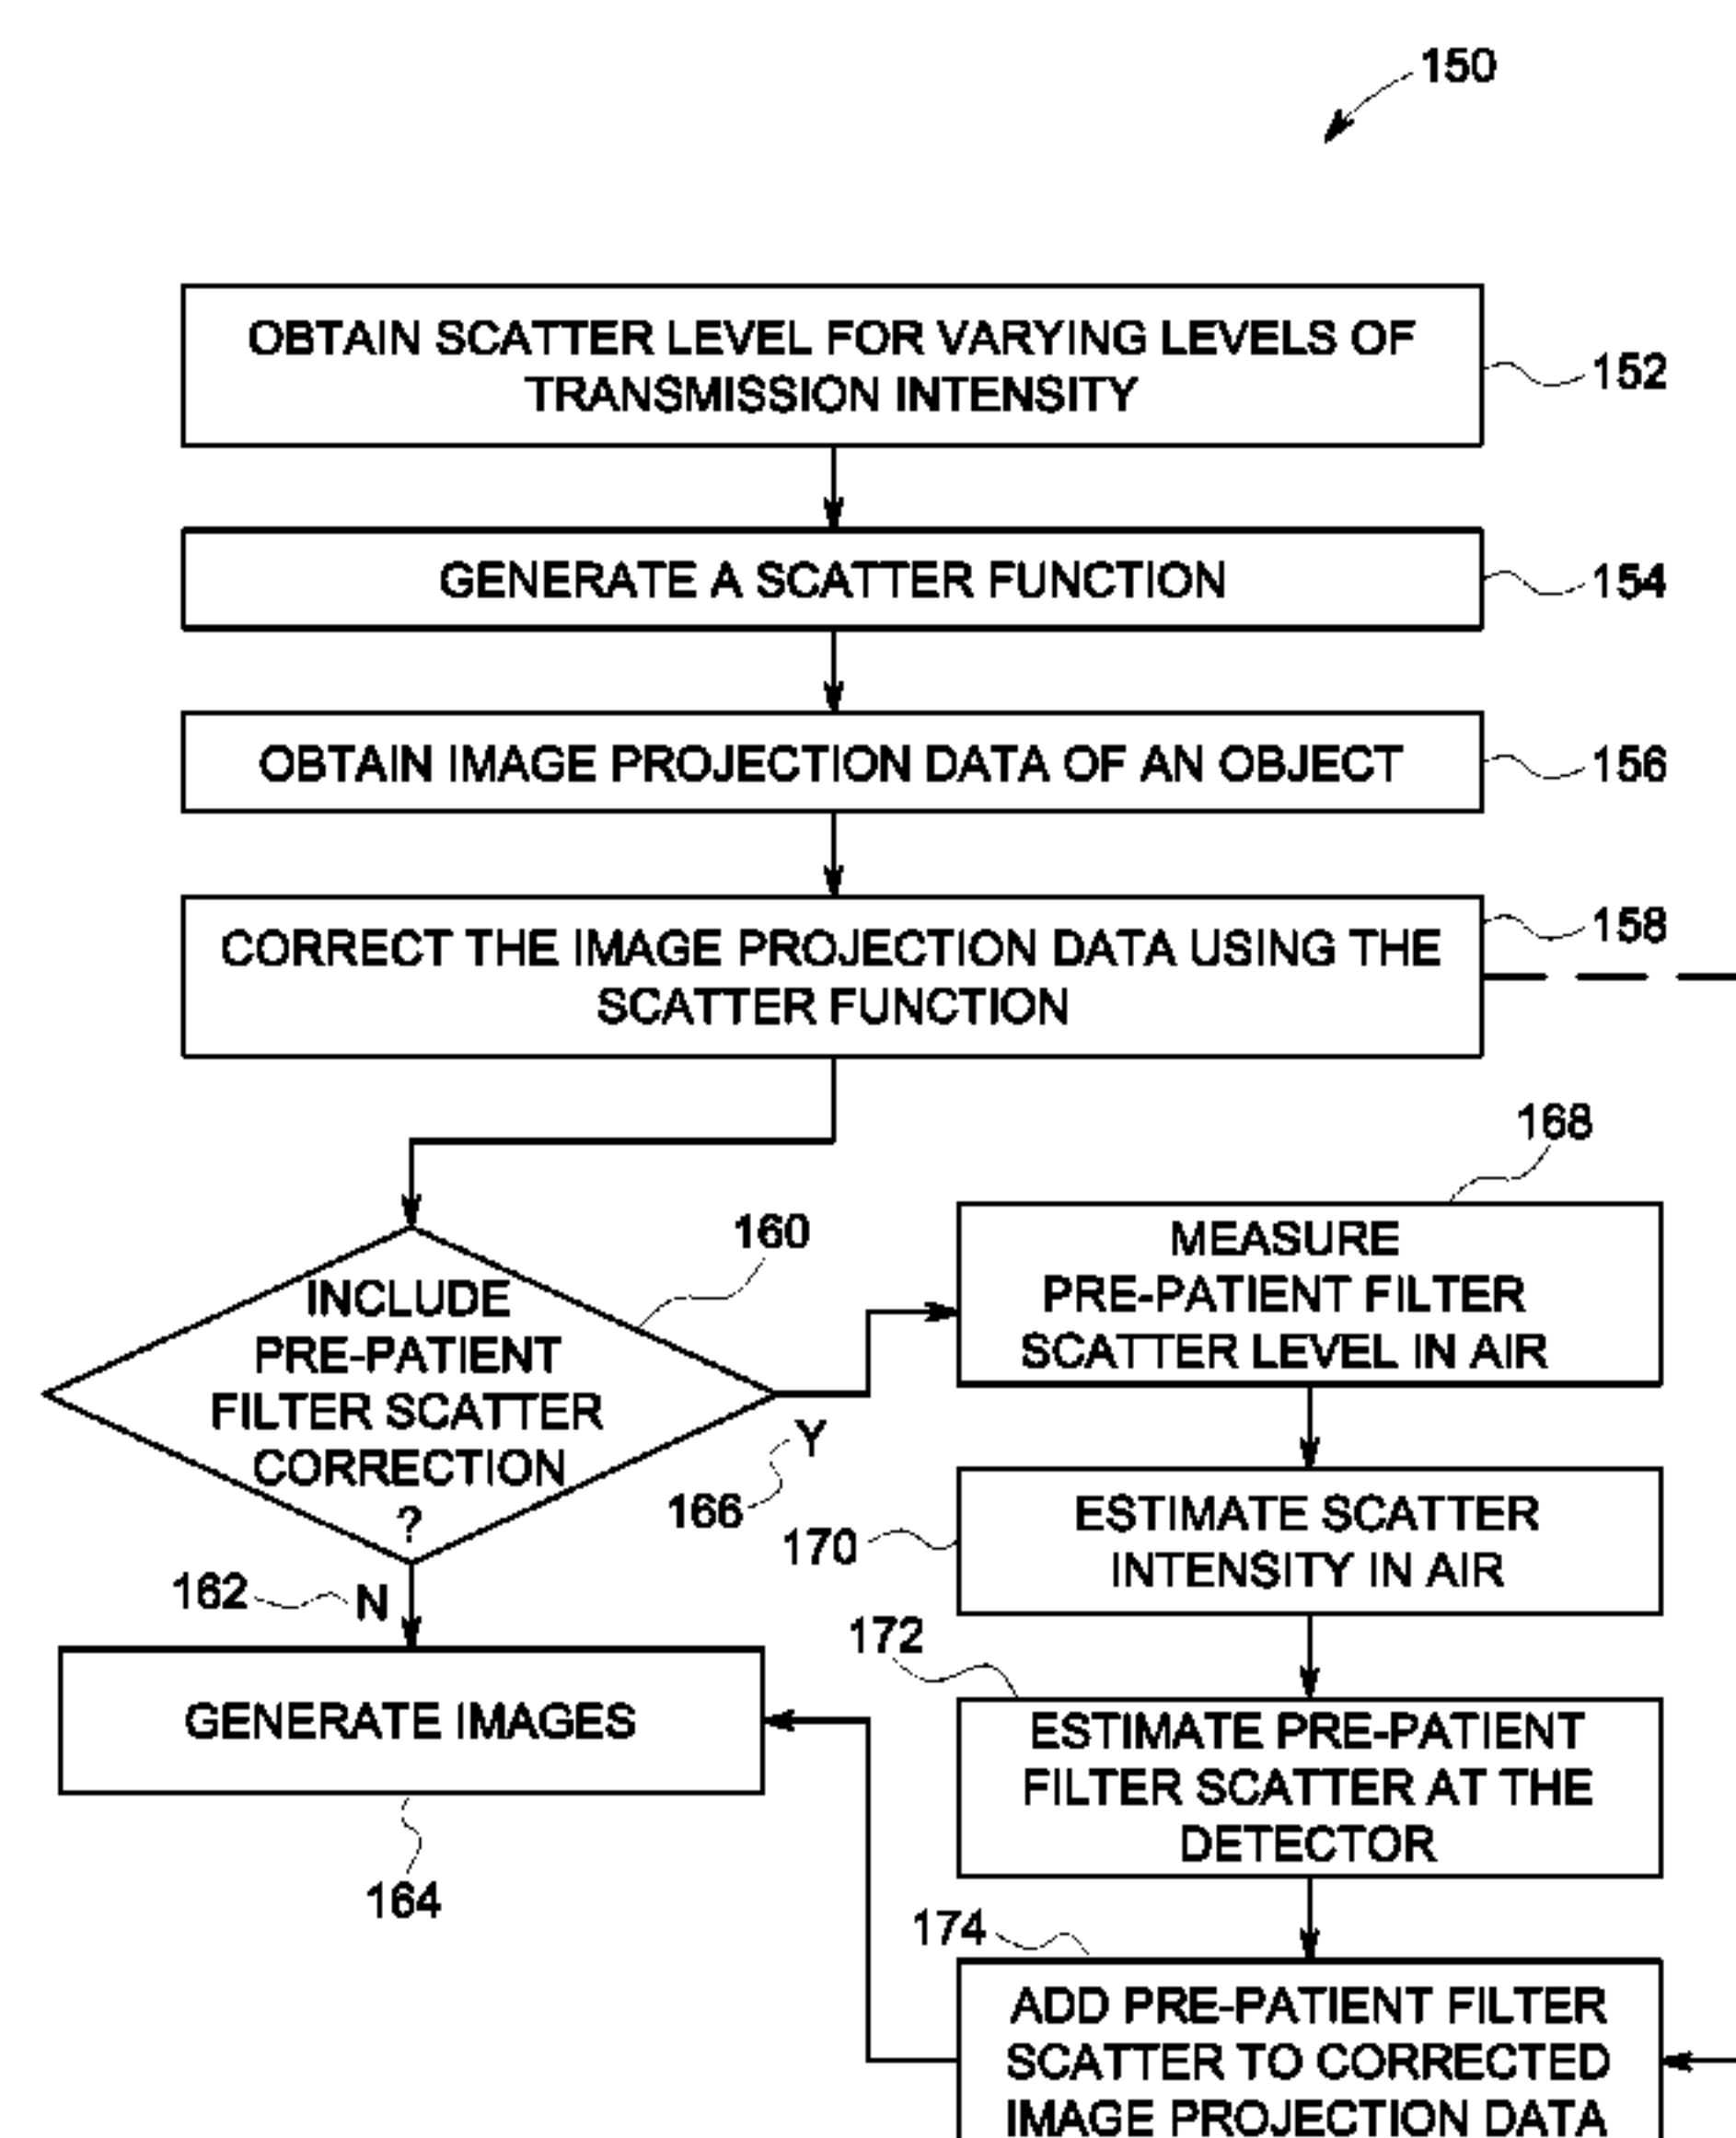 150
OBTAIN SCATTER LEVEL FOR VARYING LEVELS OF
TRANSMISSION INTENSITY
152
GENERATE A SCATTER FUNCTION
154
OBTAIN IMAGE PROJECTION DATA OF AN OBJECT
156
CORRECT THE IMAGE PROJECTION DATA USING THE
SCATTER FUNCTION
158
160
INCLUDE
PRE-PATIENT
FILTER SCATTER
CORRECTION
?
162
N
GENERATE IMAGES
164
Y
166
168
MEASURE
PRE-PATIENT FILTER
SCATTER LEVEL IN AIR
170
ESTIMATE SCATTER
INTENSITY IN AIR
172
ESTIMATE PRE-PATIENT
FILTER SCATTER AT THE
DETECTOR
174
ADD PRE-PATIENT FILTER
SCATTER TO CORRECTED
IMAGE PROJECTION DATA